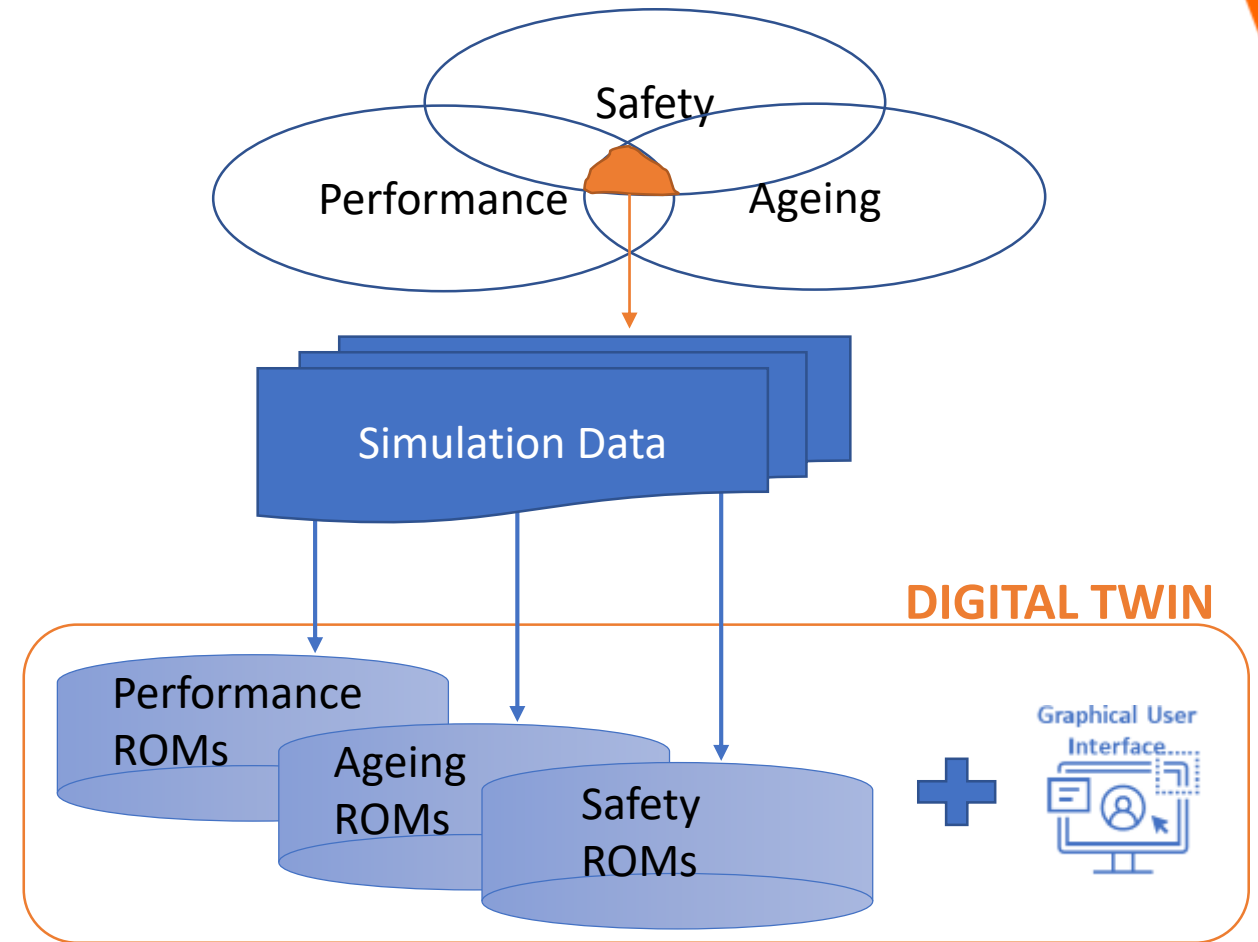 Safety
Performance
Ageing
Simulation Data
DIGITAL TWIN
Performance
ROMs
Ageing
ROMs
Safety
ROMs
Graphical User
Interface